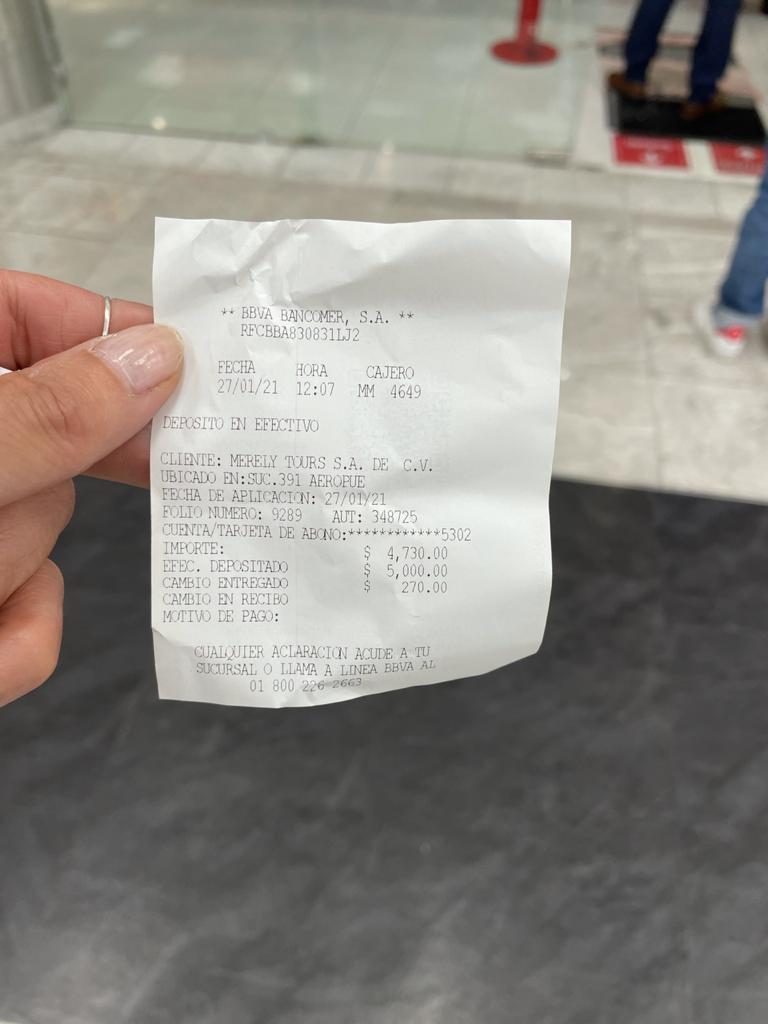 ** BBVA BANCOMER, S.A. **
RFCBBA830831LJ2
FECHA HORA CAJERO
27/01/21 12:07 MM 4649
DEPOSITO EN EFECTIVO
CLIENTE: MERELY TOURS S.A. DE C.V.
UBICADO EN:SUC.391 AEROPUE
FECHA DE APLICACION: 27/01/21
FOLIO NUMERO: 9289 AUT: 348725
CUENTA/TARJETA DE ABONO:************5302
IMPORTE: $ 4,730.00
EFEC. DEPOSITADO $ 5,000.00
CAMBIO ENTREGADO $ 270.00
CAMBIO EN RECIBO
MOTIVO DE PAGO:
CUALQUIER ACLARACION ACUDE A TU
SUCURSAL O LLAMA A LINEA BBVA AL
01 800 226 2663